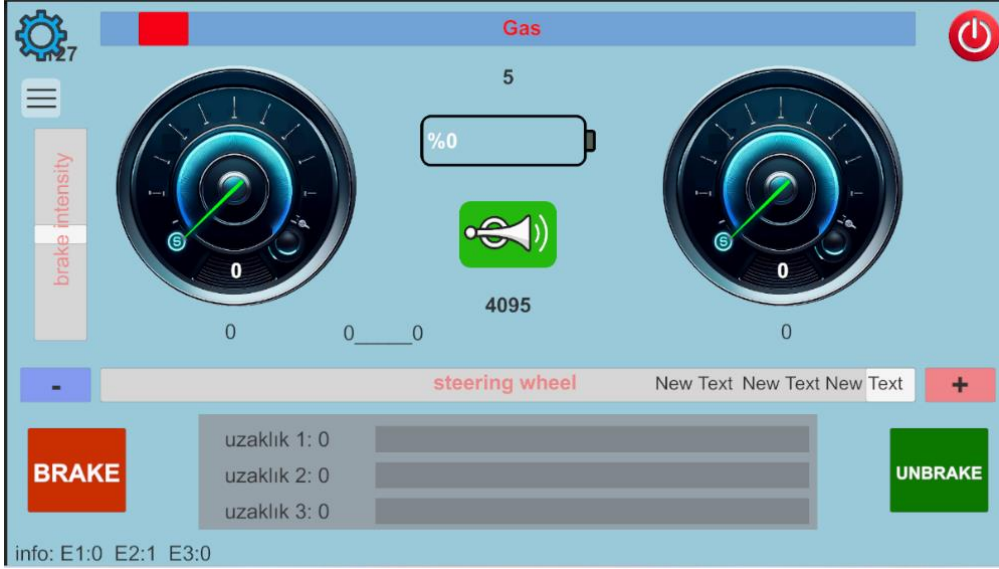 Gas
27
5
%0
brake intensity
0
0
4095
0
0_____0
0
-
steering wheel
New Text New Text New Text
+
BRAKE
uzaklık 1: 0
uzaklık 2: 0
uzaklık 3: 0
UNBRAKE
info: E1:0 E2:1 E3:0